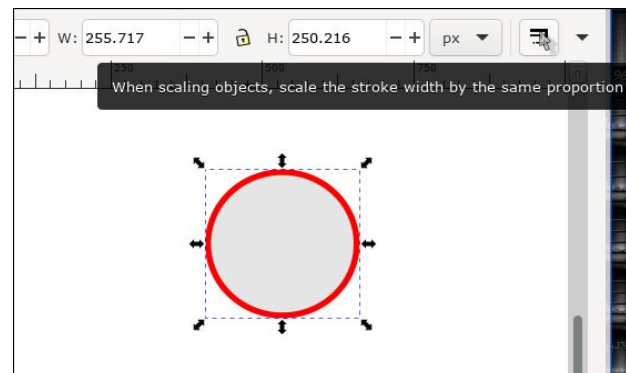 - + W: 255.717 - + H: 250.216 - + px
250 500 750
When scaling objects, scale the stroke width by the same proportion